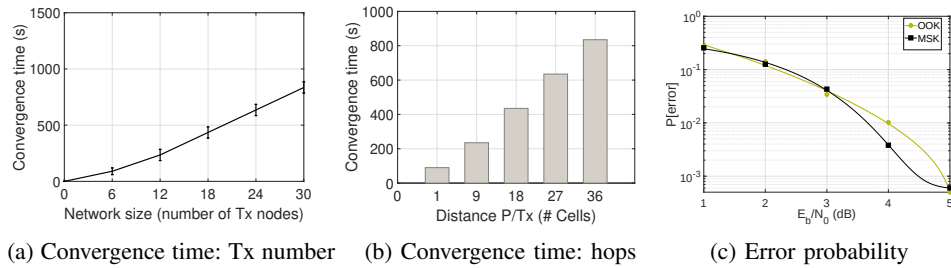 1500
1000
500
0
Convergence time (s)
0 6 12 18 24 30
Network size (number of Tx nodes)
(a) Convergence time: Tx number
800
600
400
200
0
Convergence time (s)
0 1 9 18 27 36
Distance P/Tx (# Cells)
(b) Convergence time: hops
10^0
10^-1
10^-2
10^-3
P[error]
OOK
MSK
1 2 3 4 5
E_b/N_0 (dB)
(c) Error probability